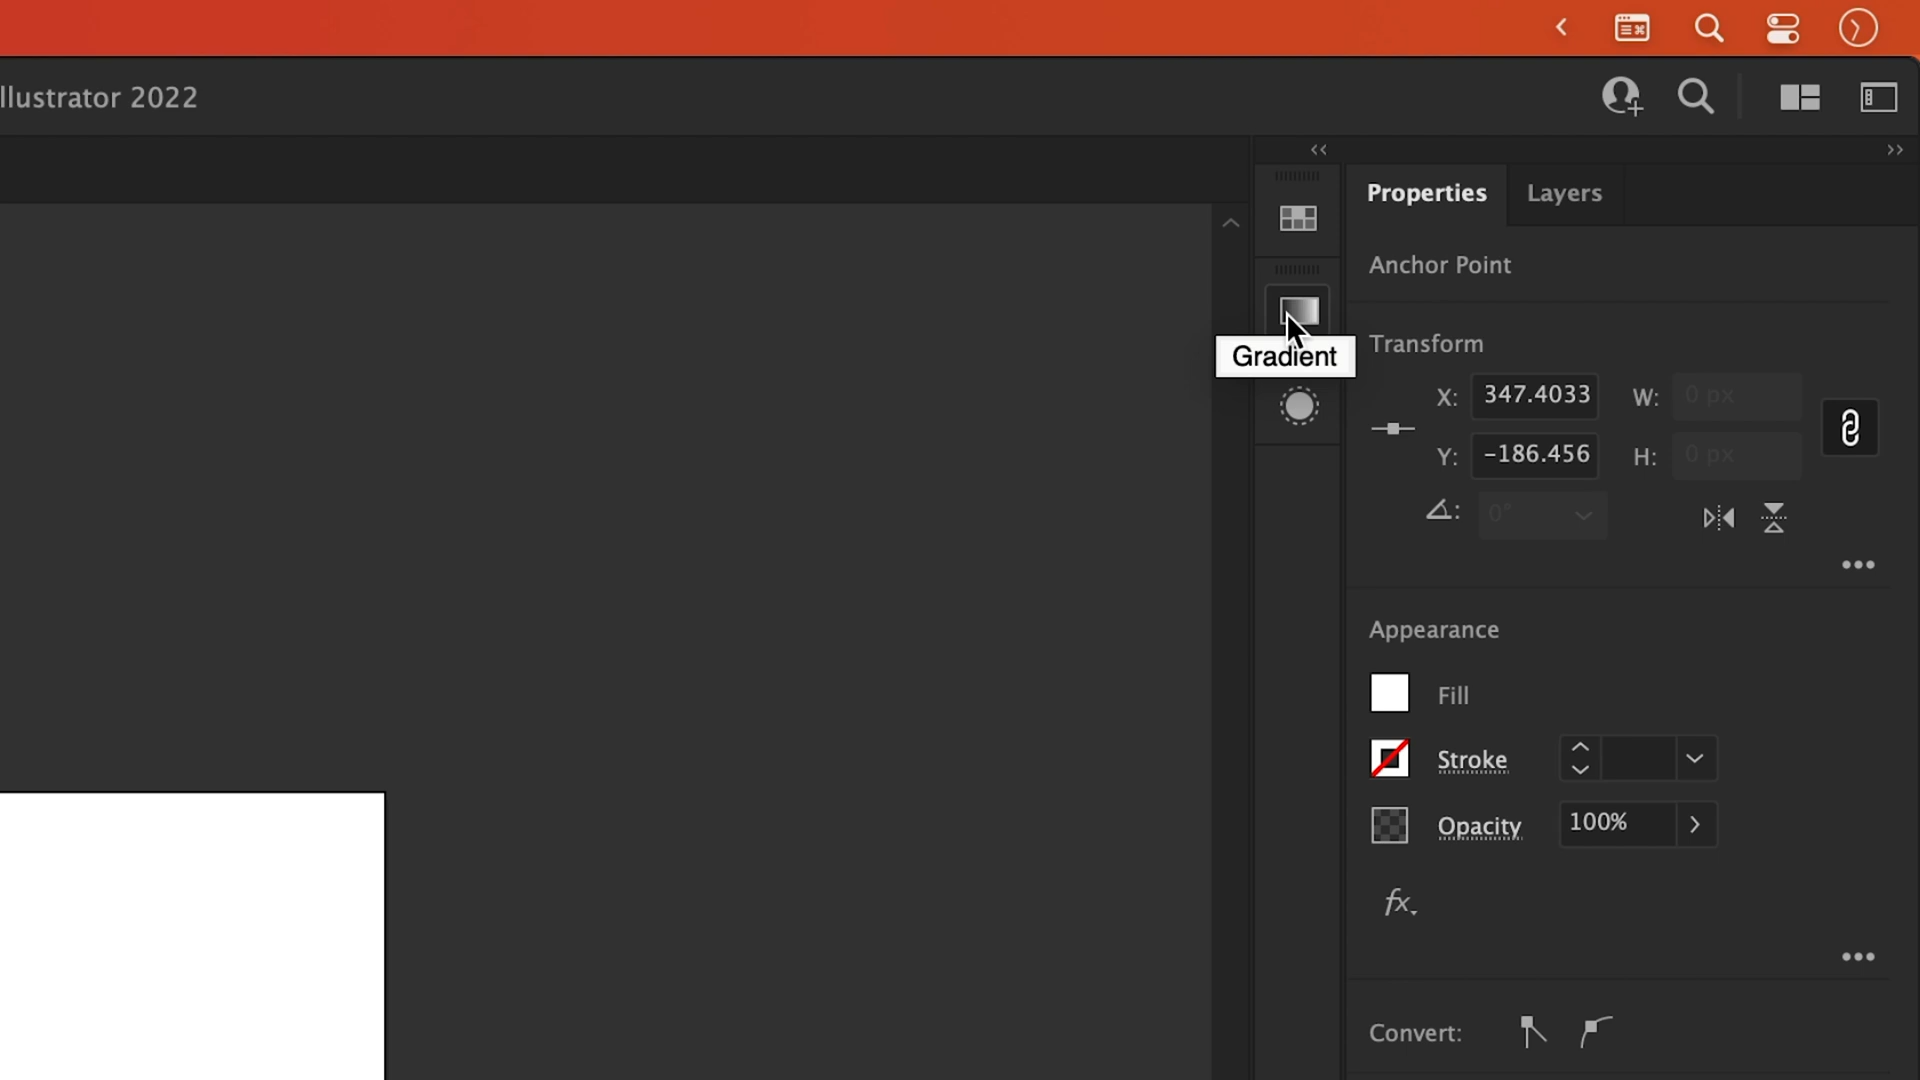 llustrator 2022
Properties
Layers
Anchor Point
Gradient
Transform
X:
347.4033
W:
0 px
Y:
-186.456
H:
0 px
0°
Appearance
Fill
Stroke
Opacity
100%
fx.
Convert: